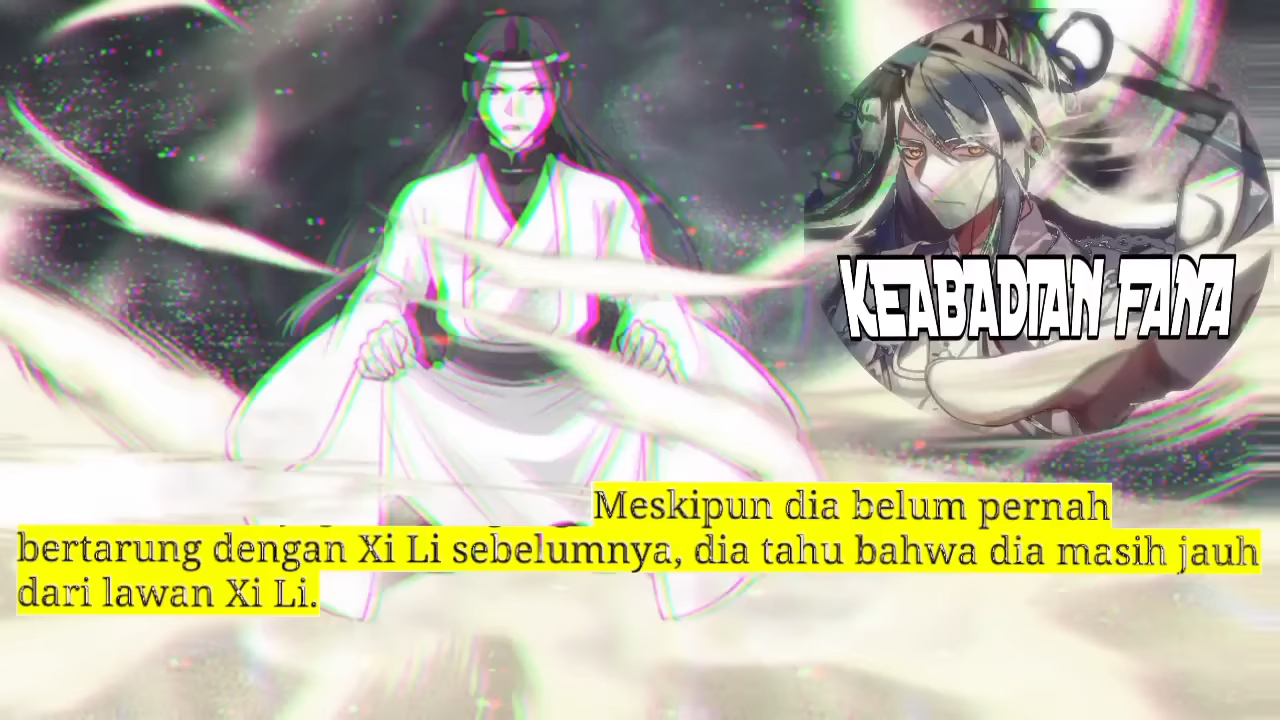 KEABADIAN FANA
Meskipun dia belum pernah
bertarung dengan Xi Li sebelumnya, dia tahu bahwa dia masih jauh
dari lawan Xi Li.